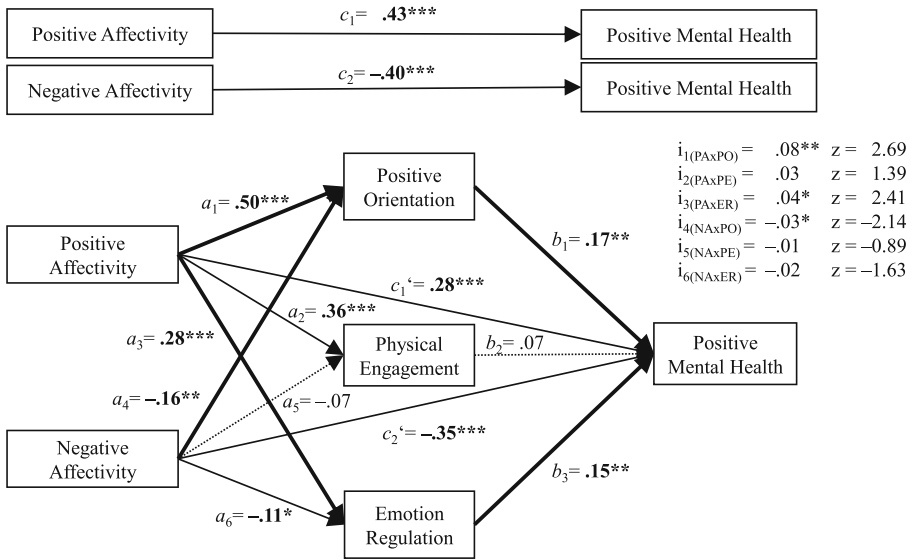 c₁= .43***
Positive Affectivity
Positive Mental Health
c₂= –.40***
Negative Affectivity
Positive Mental Health
i₁(PAxPO) = .08** z = 2.69
i₂(PAxPE) = .03 z = 1.39
i₃(PAxER) = .04* z = 2.41
i₄(NAxPO) = –.03* z = –2.14
i₅(NAxPE) = –.01 z = –0.89
i₆(NAxER) = –.02 z = –1.63
Positive
Orientation
a₁= .50***
b₁= .17**
Positive
Affectivity
c₁‘= .28***
a₂= .36***
a₃= .28***
Physical
Engagement
b₂= .07
Positive
Mental Health
a₄= –.16**
a₅= –.07
c₂‘= –.35***
Negative
Affectivity
b₃= .15**
a₆= –.11*
Emotion
Regulation